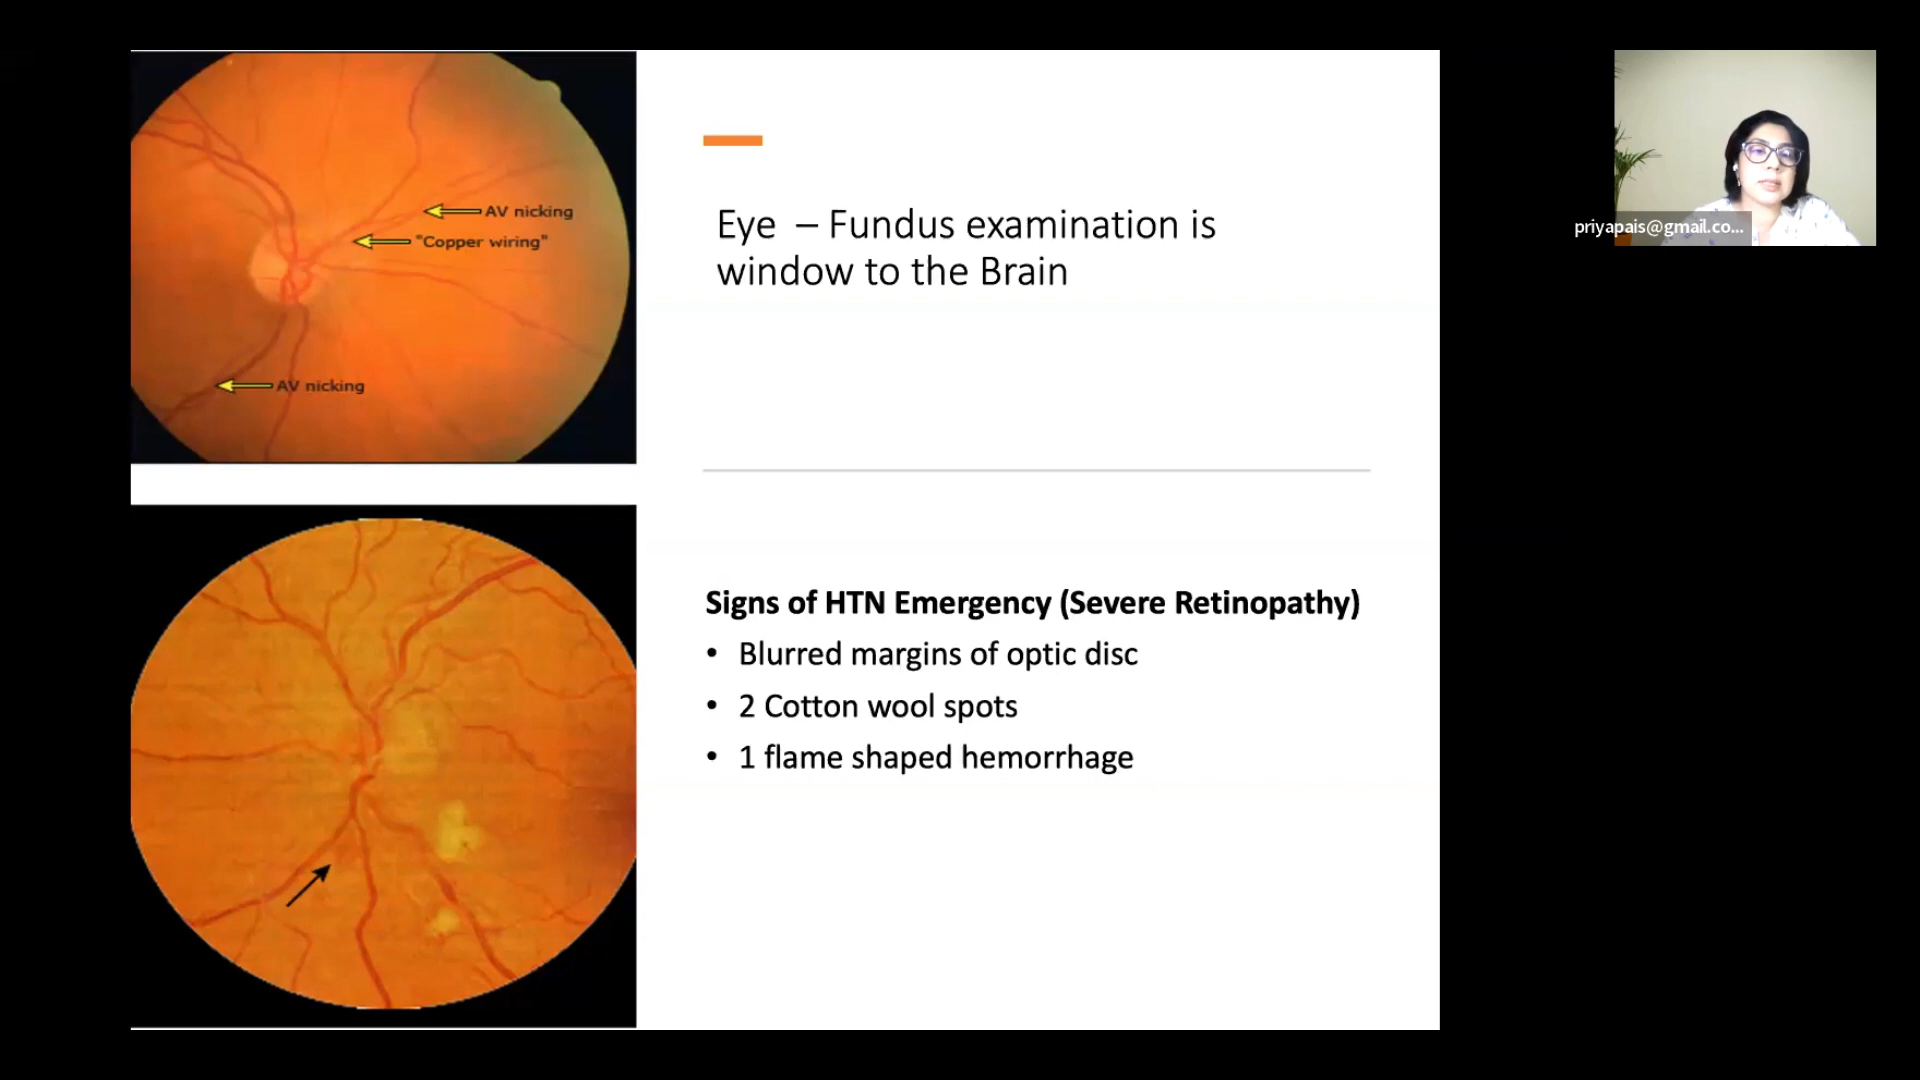 AV nicking
"Copper wiring"
AV nicking
Eye – Fundus examination is
window to the Brain
Signs of HTN Emergency (Severe Retinopathy)
• Blurred margins of optic disc
• 2 Cotton wool spots
• 1 flame shaped hemorrhage
priyapais@gmail.co...